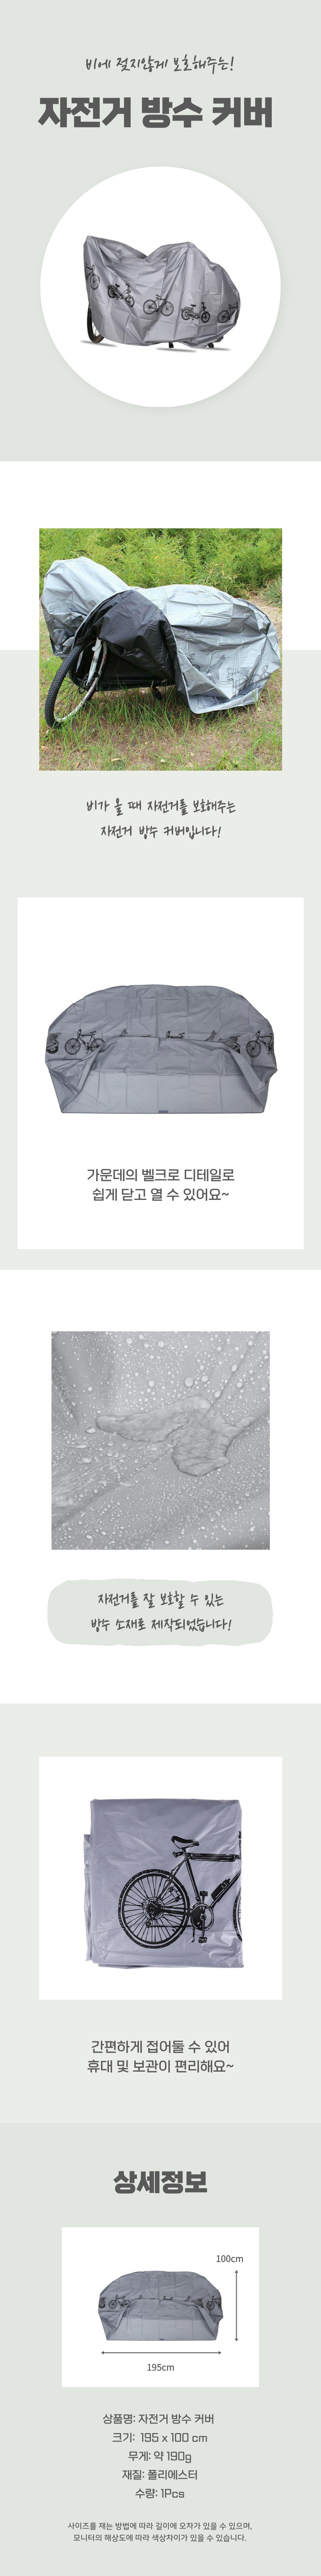 비에 젖지않게 보호해주는!
자전거 방수 커버
비가 올 때 자전거를 보호해주는
자전거 방수 커버입니다!
가운데의 벨크로 디테일로
쉽게 닫고 열 수 있어요~
자전거를 잘 보호할 수 있는
방수 소재로 제작되었습니다!
간편하게 접어둘 수 있어
휴대 및 보관이 편리해요~
상세정보
100cm
195cm
상품명: 자전거 방수 커버
크기: 195 x 100 cm
무게: 약 190g
재질: 폴리에스터
수량: 1Pcs
사이즈를 재는 방법에 따라 길이에 오차가 있을 수 있으며,
모니터의 해상도에 따라 색상차이가 있을 수 있습니다.